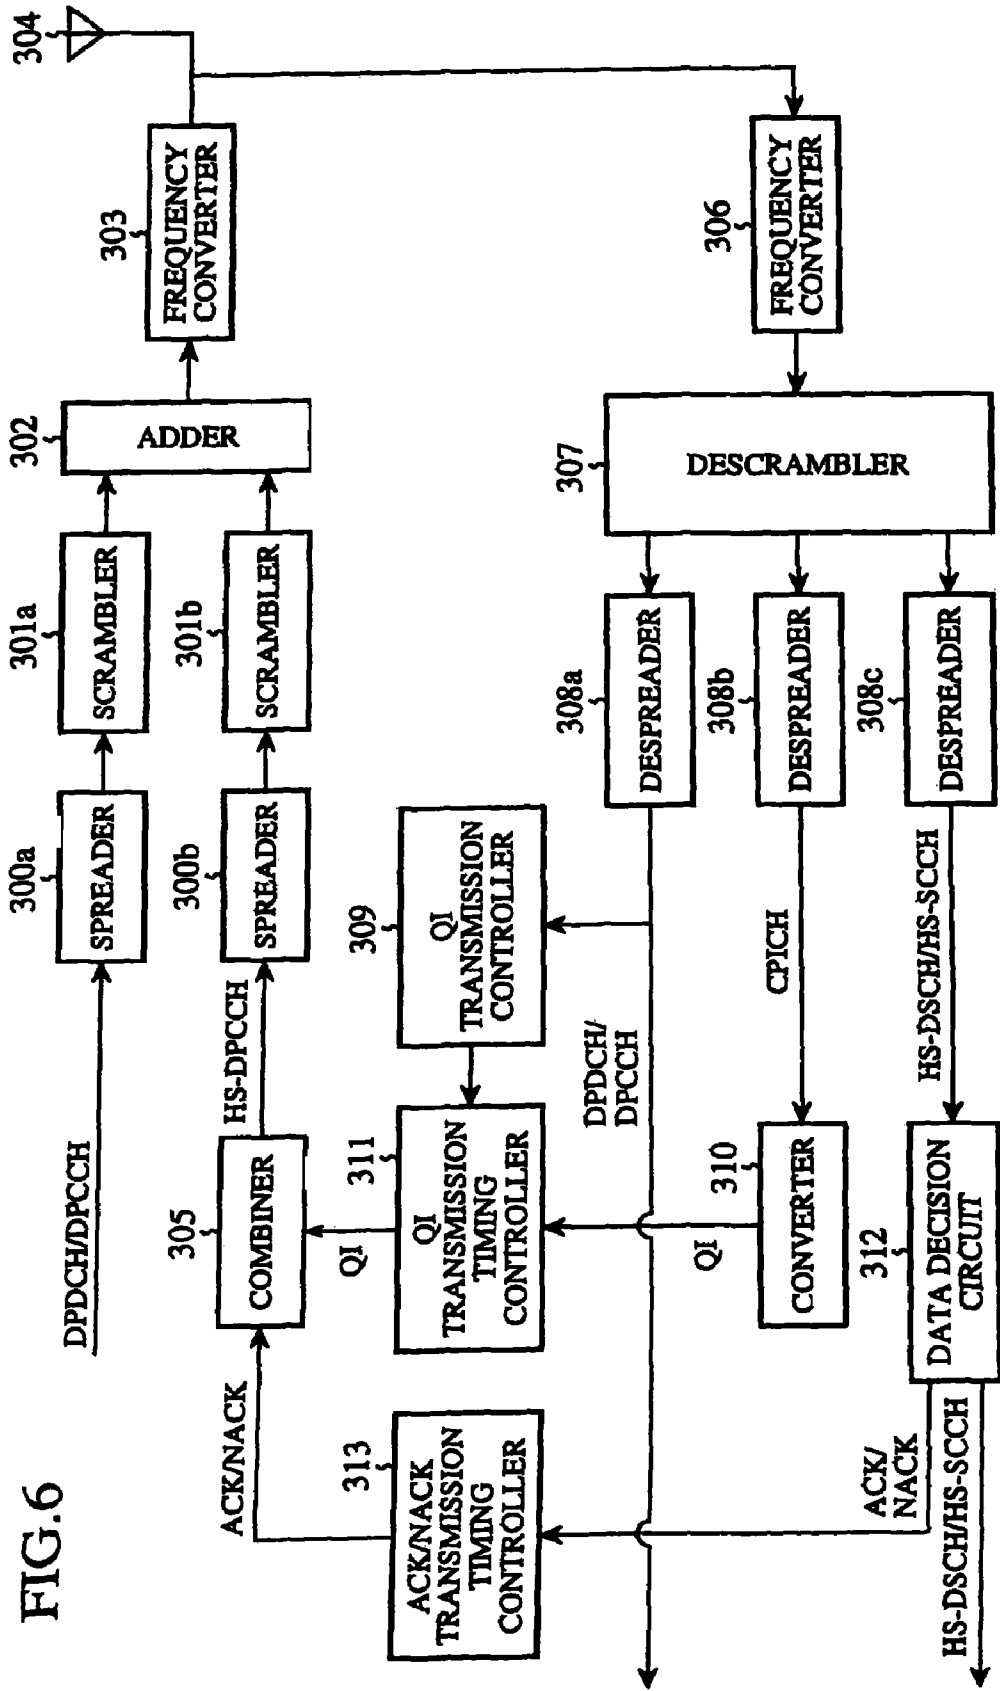 FIG.6
DPDCH/DPCCH
300a
SPREADER
301a
SCRAMBLER
302
ADDER
303
FREQUENCY
CONVERTER
304
ACK/NACK
305
COMBINER
HS-DPCCH
300b
SPREADER
301b
SCRAMBLER
313
ACK/NACK
TRANSMISSION
TIMING
CONTROLLER
QI
311
QI
TRANSMISSION
TIMING
CONTROLLER
309
QI
TRANSMISSION
CONTROLLER
DPDCH/
DPCCH
308a
DESPREADER
307
DESCRAMBLER
306
FREQUENCY
CONVERTER
QI
310
CONVERTER
CPICH
308b
DESPREADER
ACK/
NACK
312
DATA DECISION
CIRCUIT
HS-DSCH/HS-SCCH
308c
DESPREADER
HS-DSCH/HS-SCCH